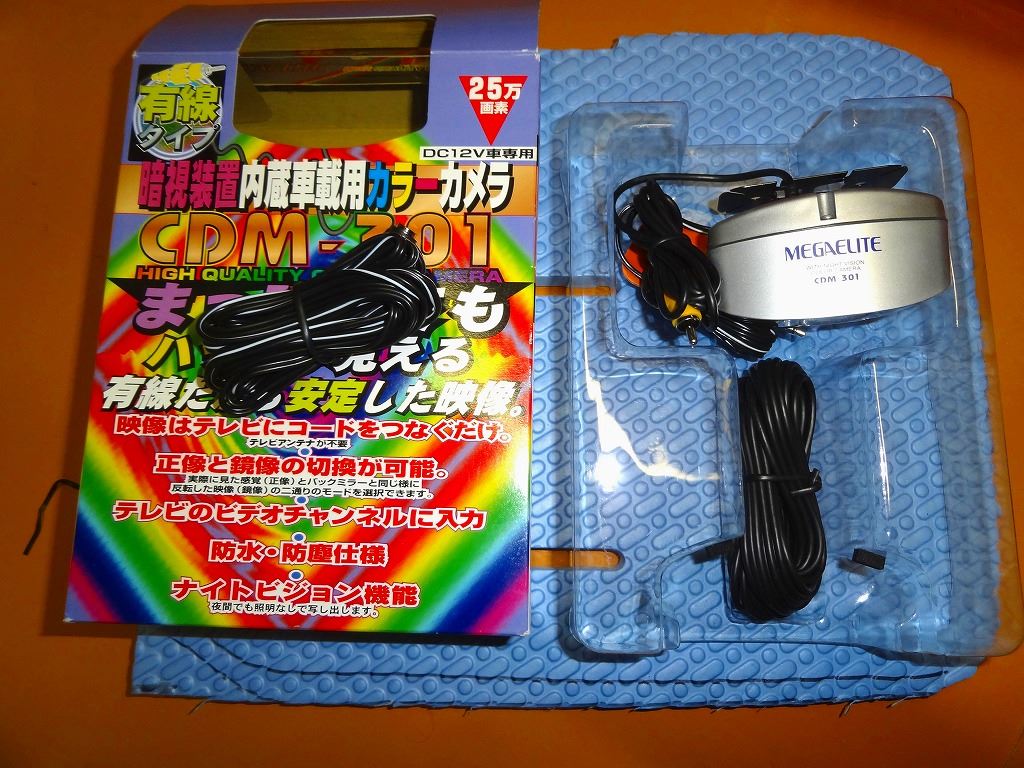 有線
タイプ
25万
画素
DC12V車専用
暗視装置内蔵車載用カラーカメラ
CDM-301
HIGH QUALITY
まっ も
見える
有線だ 安定した映像。
映像はテレビにコードをつなぐだけ。
テレビアンテナが不要
正像と鏡像の切換が可能。
実際に見た感覚(正像)とバックミラーと同じ様に
反転した映像(鏡像)の二通りのモードを選択できます。
テレビのビデオチャンネルに入力
防水・防塵仕様
ナイトビジョン機能
夜間でも照明なしで写し出します。
MEGAELITE
WITH NIGHT VISION
CDM-301